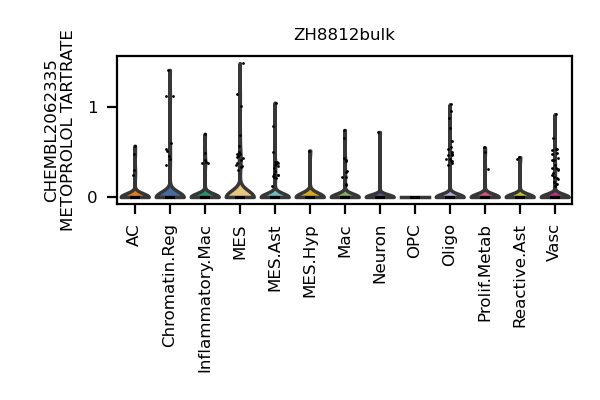 ZH8812bulk
CHEMBL2062335
METOPROLOL TARTRATE
1
0
AC
Chromatin.Reg
Inflammatory.Mac
MES
MES.Ast
MES.Hyp
Mac
Neuron
OPC
Oligo
Prolif.Metab
Reactive.Ast
Vasc